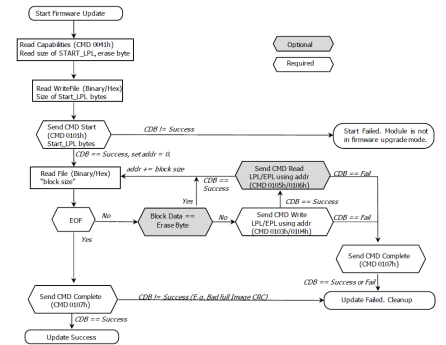 Start Firmware Update
Read Capabilities (CMD 0041h)
Read size of START_LPL, erase byte
Optional
Required
Read WriteFile (Binary/Hex)
Size of Start_LPL bytes
Send CMD Start
(CMD 0101h)
Start_LPL bytes
CDB != Success
Start Failed. Module is not
in firmware upgrade mode.
CDB == Success, set addr = 0,
Read File (Binary/Hex)
"block size"
addr += block size
CDB ==
Success
Send CMD Read
LPL/EPL using addr
(CMD 0105h/0106h)
CDB == Fail
Yes
CDB == Success
EOF
No
Block Data ==
Erase Byte
No
Send CMD Write
LPL/EPL using addr
(CMD 0103h/0104h)
CDB == Fail
Yes
Send CMD Complete
(CMD 0107h)
CDB == Success or Fail
Send CMD Complete
(CMD 0107h)
CDB != Success (E.g, Bad full Image CRC)
Update Failed. Cleanup
CDB == Success
Update Success